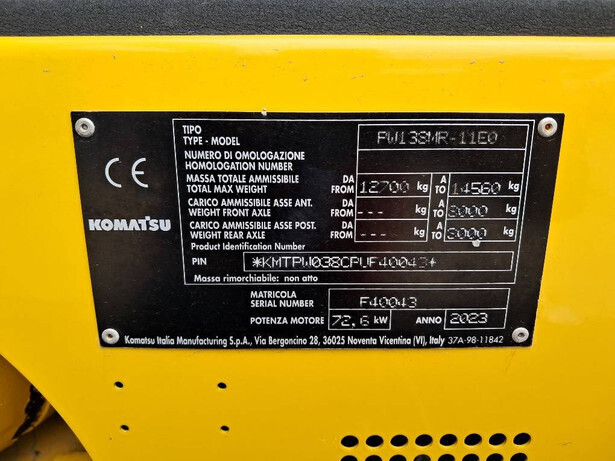 CE
KOMATSU
TIPO
TYPE - MODEL PW138MR-11E0
NUMERO DI OMOLOGAZIONE
HOMOLOGATION NUMBER
MASSA TOTALE AMMISSIBILE DA A
TOTAL MAX WEIGHT FROM 12700 kg TO 14560 kg
CARICO AMMISSIBILE ASSE ANT. DA A
WEIGHT FRONT AXLE FROM --- kg TO 8000 kg
CARICO AMMISSIBILE ASSE POST. DA A
WEIGHT REAR AXLE FROM --- kg TO 8000 kg
Product Identification Number
PIN *KMTPW038CPVF40043*
Massa rimorchiabile: non atto
MATRICOLA
SERIAL NUMBER F40043
POTENZA MOTORE 72,6 kW ANNO 2023
Komatsu Italia Manufacturing S.p.A., Via Bergoncino 28, 36025 Noventa Vicentina (VI), Italy 37A-98-11842